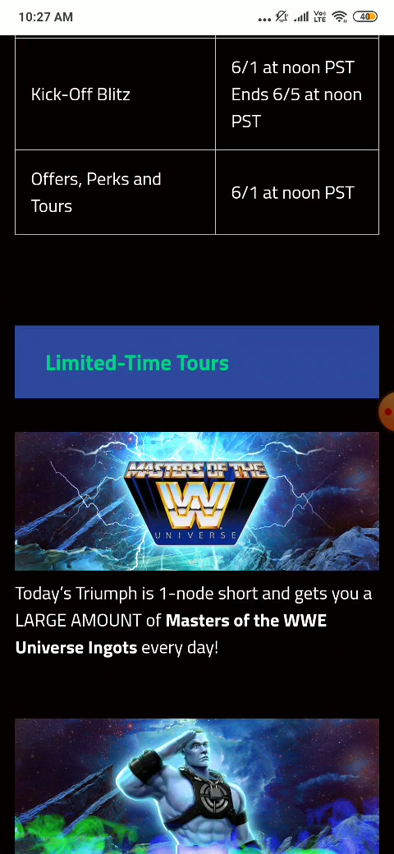 10:27 AM
Vo LTE
40
Kick-Off Blitz
6/1 at noon PST
Ends 6/5 at noon
PST
Offers, Perks and
Tours
6/1 at noon PST
Limited-Time Tours
MASTERS OF THE
W
UNIVERSE
Today’s Triumph is 1-node short and gets you a
LARGE AMOUNT of Masters of the WWE
Universe Ingots every day!